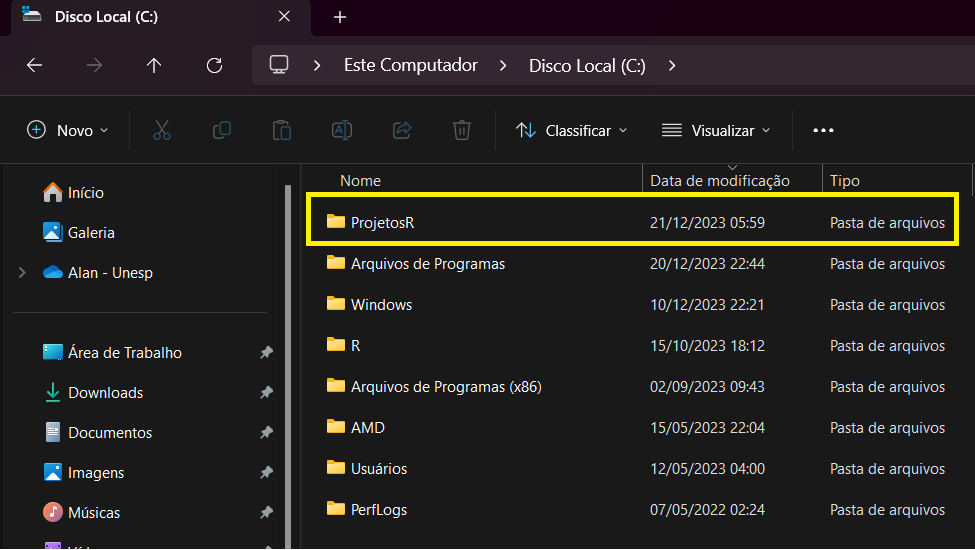 Disco Local (C:)
Este Computador > Disco Local (C:) >
Novo Classificar Visualizar
Nome Data de modificação Tipo
Início
Galeria
Alan - Unesp
Área de Trabalho
Downloads
Documentos
Imagens
Músicas
ProjetosR 21/12/2023 05:59 Pasta de arquivos
Arquivos de Programas 20/12/2023 22:44 Pasta de arquivos
Windows 10/12/2023 22:21 Pasta de arquivos
R 15/10/2023 18:12 Pasta de arquivos
Arquivos de Programas (x86) 02/09/2023 09:43 Pasta de arquivos
AMD 15/05/2023 22:04 Pasta de arquivos
Usuários 12/05/2023 04:00 Pasta de arquivos
PerfLogs 07/05/2022 02:24 Pasta de arquivos